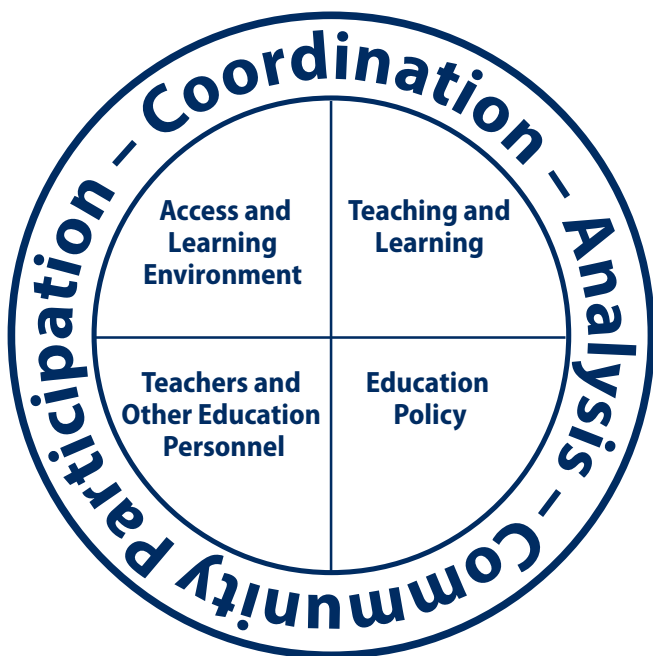 Community Participation – Coordination – Analysis –
Access and
Learning
Environment
Teaching and
Learning
Teachers and
Other Education
Personnel
Education
Policy